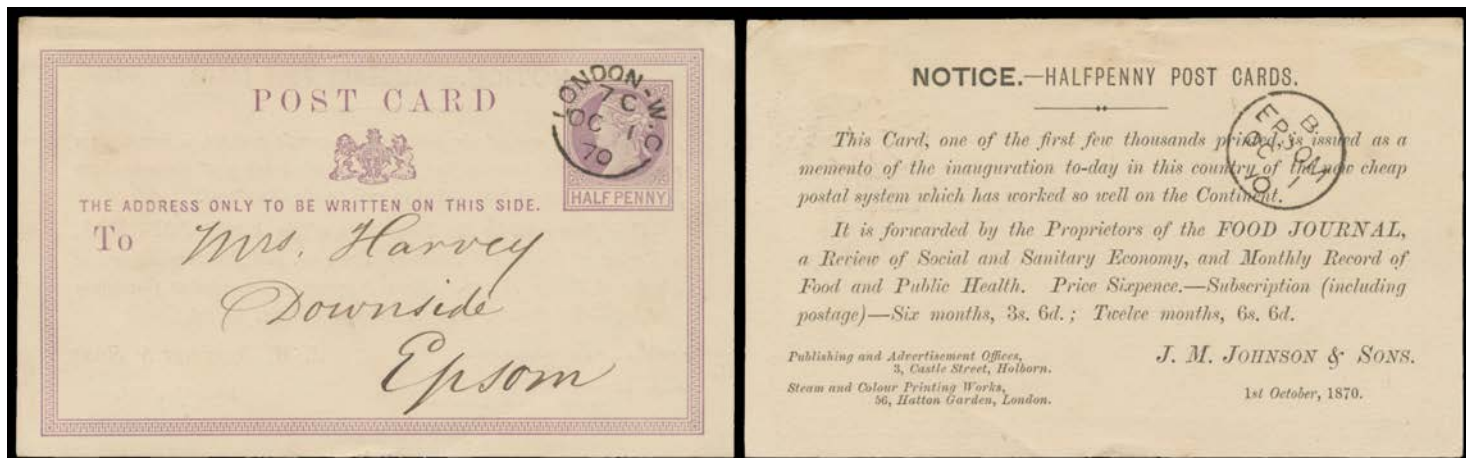 POST CARD
LONDON-W.C
7 C
OC 1
70
HALFPENNY
THE ADDRESS ONLY TO BE WRITTEN ON THIS SIDE.
To Mrs. Harvey
Downside
Epsom
NOTICE.—HALFPENNY POST CARDS.
B
EPSOM
OC 1
70
This Card, one of the first few thousands printed, is issued as a
memento of the inauguration to-day in this country of the new cheap
postal system which has worked so well on the Continent.
It is forwarded by the Proprietors of the FOOD JOURNAL,
a Review of Social and Sanitary Economy, and Monthly Record of
Food and Public Health. Price Sixpence.—Subscription (including
postage)—Six months, 3s. 6d.; Twelve months, 6s. 6d.
Publishing and Advertisement Offices,
3, Castle Street, Holborn.
Steam and Colour Printing Works,
56, Hatton Garden, London.
J. M. JOHNSON & SONS.
1st October, 1870.